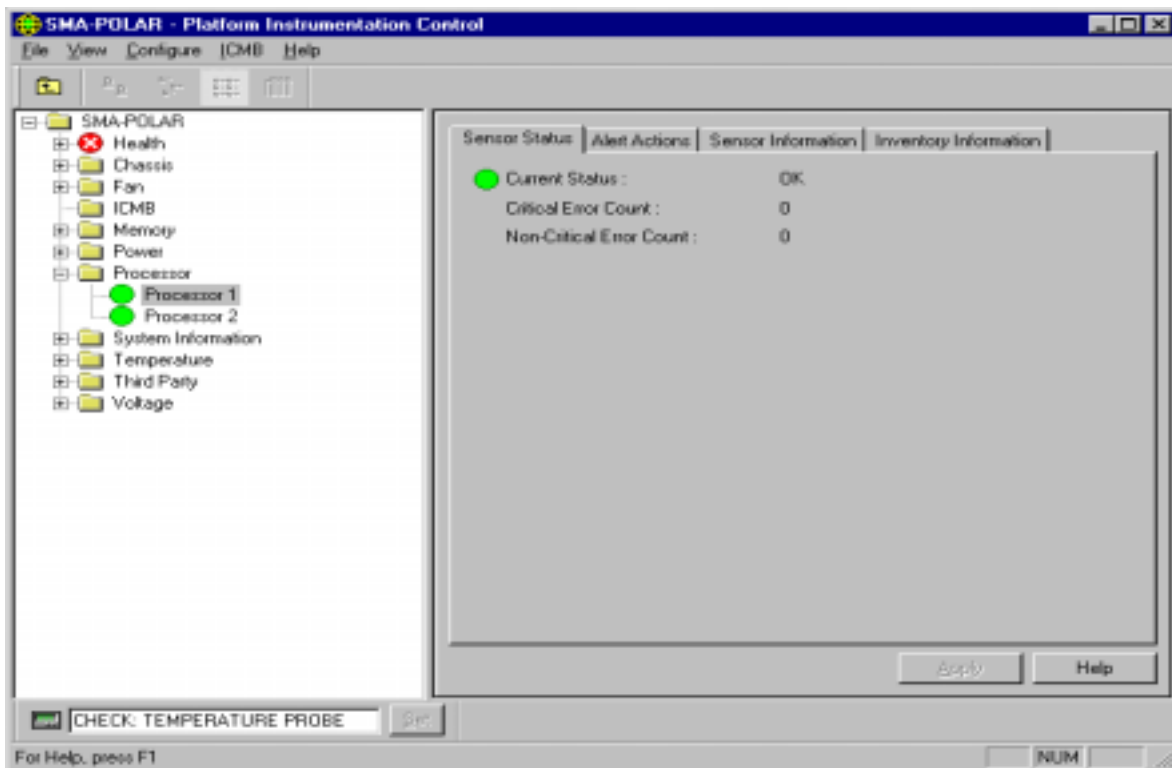 SMA-POLAR - Platform Instrumentation Control
File View Configure ICMB Help
SMA-POLAR
Health
Chassis
Fan
ICMB
Memory
Power
Processor
Processor 1
Processor 2
System Information
Temperature
Third Party
Voltage
Sensor Status Alert Actions Sensor Information Inventory Information
Current Status : OK
Critical Error Count : 0
Non-Critical Error Count : 0
Apply Help
CHECK: TEMPERATURE PROBE Set
For Help, press F1 NUM